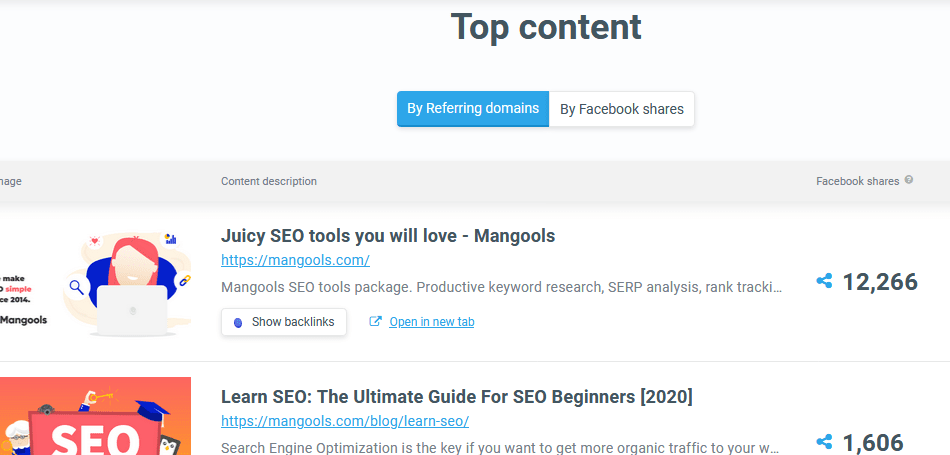 Top content
By Referring domains
By Facebook shares
Content description
Facebook shares
Juicy SEO tools you will love - Mangools
https://mangools.com/
Mangools SEO tools package. Productive keyword research, SERP analysis, rank tracki...
12,266
make
simple
ce 2014.
Mangools
Show backlinks
Open in new tab
Learn SEO: The Ultimate Guide For SEO Beginners [2020]
https://mangools.com/blog/learn-seo/
Search Engine Optimization is the key if you want to get more organic traffic to your w...
1,606
SEO